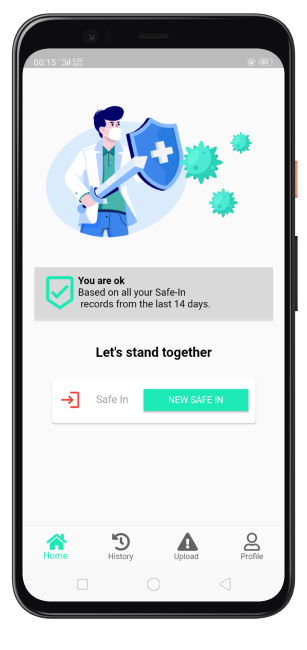 00:15
You are ok
Based on all your Safe-In
records from the last 14 days.
Let's stand together
Safe In NEW SAFE IN
Home History Upload Profile